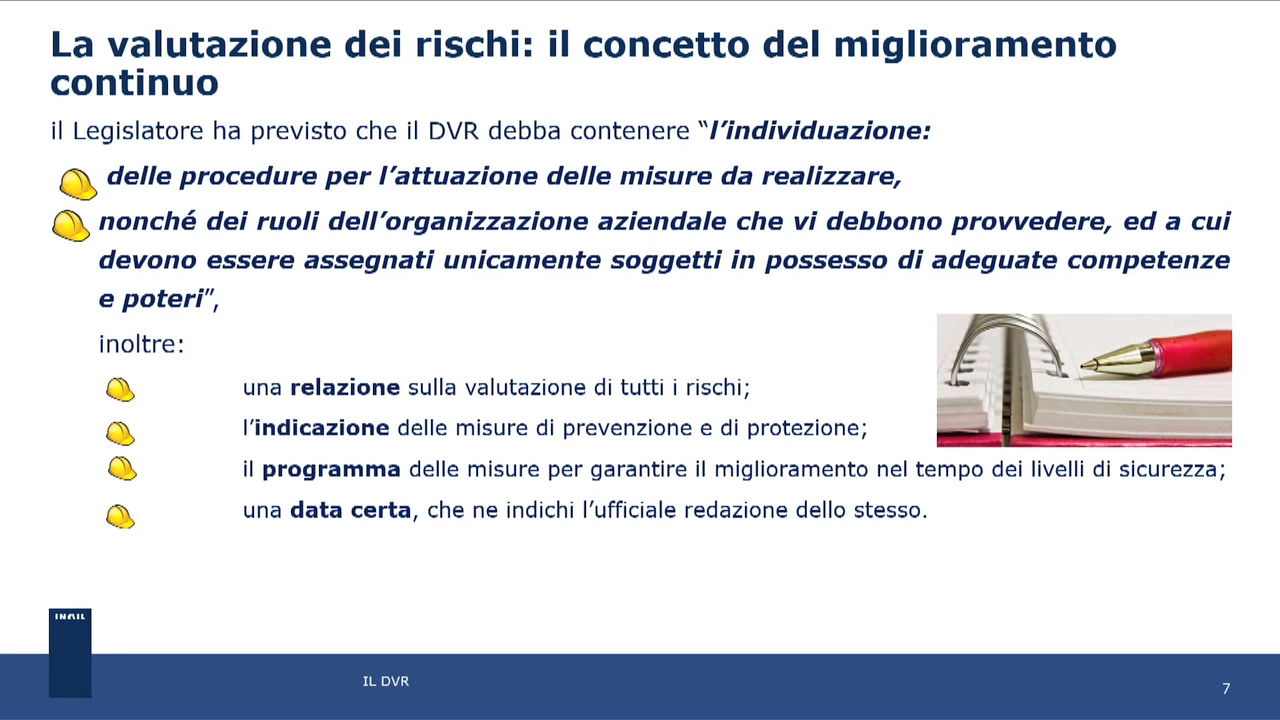 La valutazione dei rischi: il concetto del miglioramento
continuo
il Legislatore ha previsto che il DVR debba contenere “l’individuazione:
delle procedure per l’attuazione delle misure da realizzare,
nonché dei ruoli dell’organizzazione aziendale che vi debbono provvedere, ed a cui
devono essere assegnati unicamente soggetti in possesso di adeguate competenze
e poteri”,
inoltre:
una relazione sulla valutazione di tutti i rischi;
l’indicazione delle misure di prevenzione e di protezione;
il programma delle misure per garantire il miglioramento nel tempo dei livelli di sicurezza;
una data certa, che ne indichi l’ufficiale redazione dello stesso.
IL DVR
7